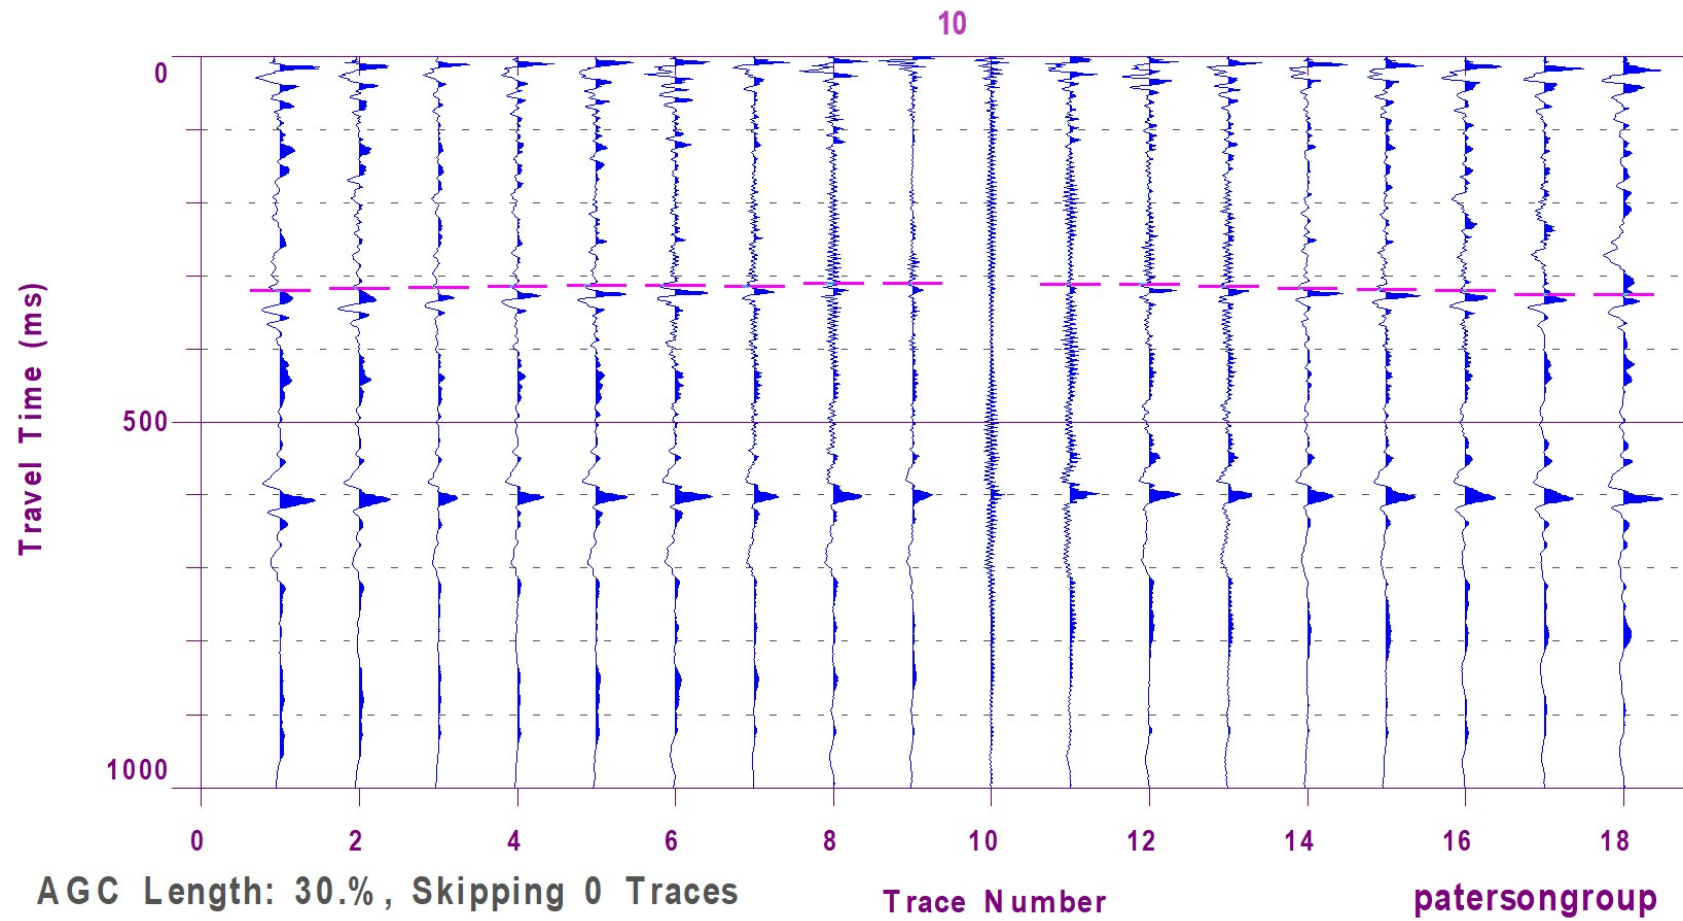 10
0
500
1000
Travel Time (ms)
0 2 4 6 8 10 12 14 16 18
AGC Length: 30.%, Skipping 0 Traces
Trace Number
patersongroup